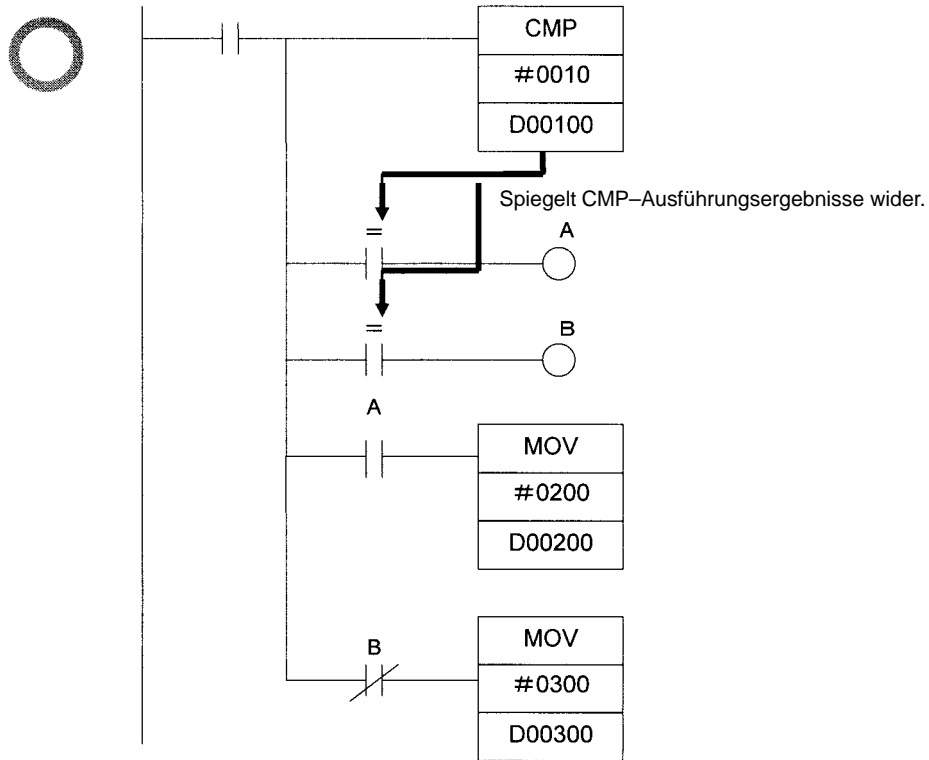 CMP
#0010
D00100
Spiegelt CMP–Ausführungsergebnisse wider.
=
A
=
B
A
MOV
#0200
D00200
B
MOV
#0300
D00300